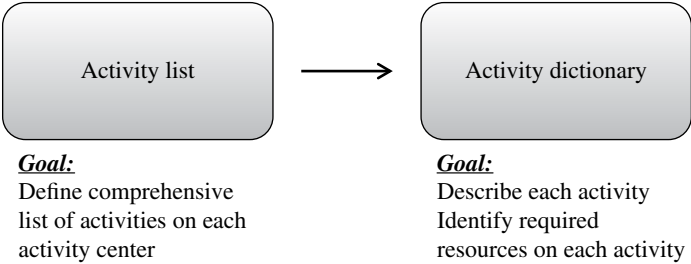 Activity list
Goal:
Define comprehensive
list of activities on each
activity center
Activity dictionary
Goal:
Describe each activity
Identify required
resources on each activity